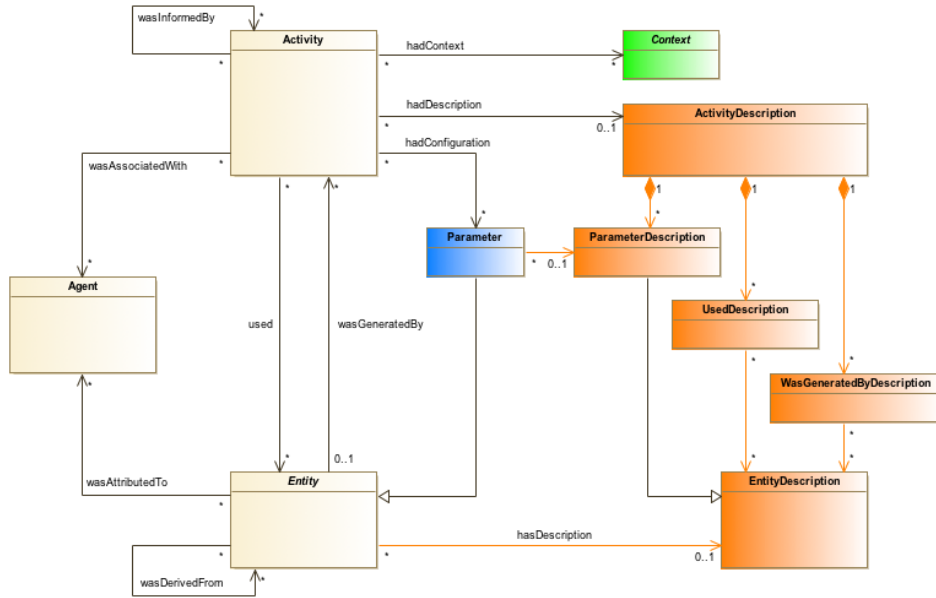 wasInformedBy
*
*
Activity
hadContext
*
*
Context
hadDescription
*
0..1
ActivityDescription
hadConfiguration
*
*
wasAssociatedWith
*
*
*
*
1
1
1
*
*
Parameter
*
0..1
ParameterDescription
Agent
*
used
wasGeneratedBy
*
UsedDescription
*
*
WasGeneratedByDescription
*
*
0..1
wasAttributedTo
*
Entity
EntityDescription
hasDescription
*
0..1
*
*
wasDerivedFrom